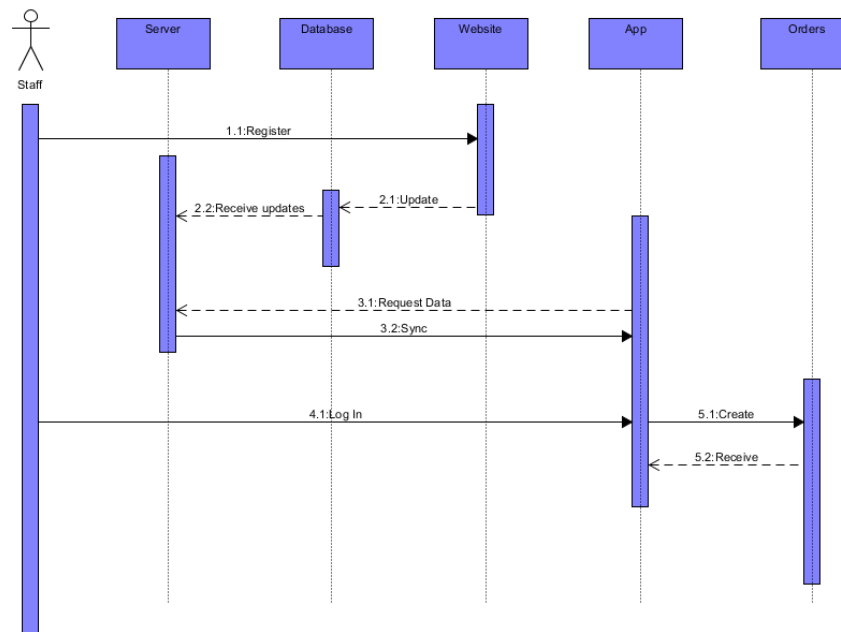 Server
Database
Website
App
Orders
Staff
1.1:Register
2.1:Update
2.2:Receive updates
3.1:Request Data
3.2:Sync
4.1:Log In
5.1:Create
5.2:Receive